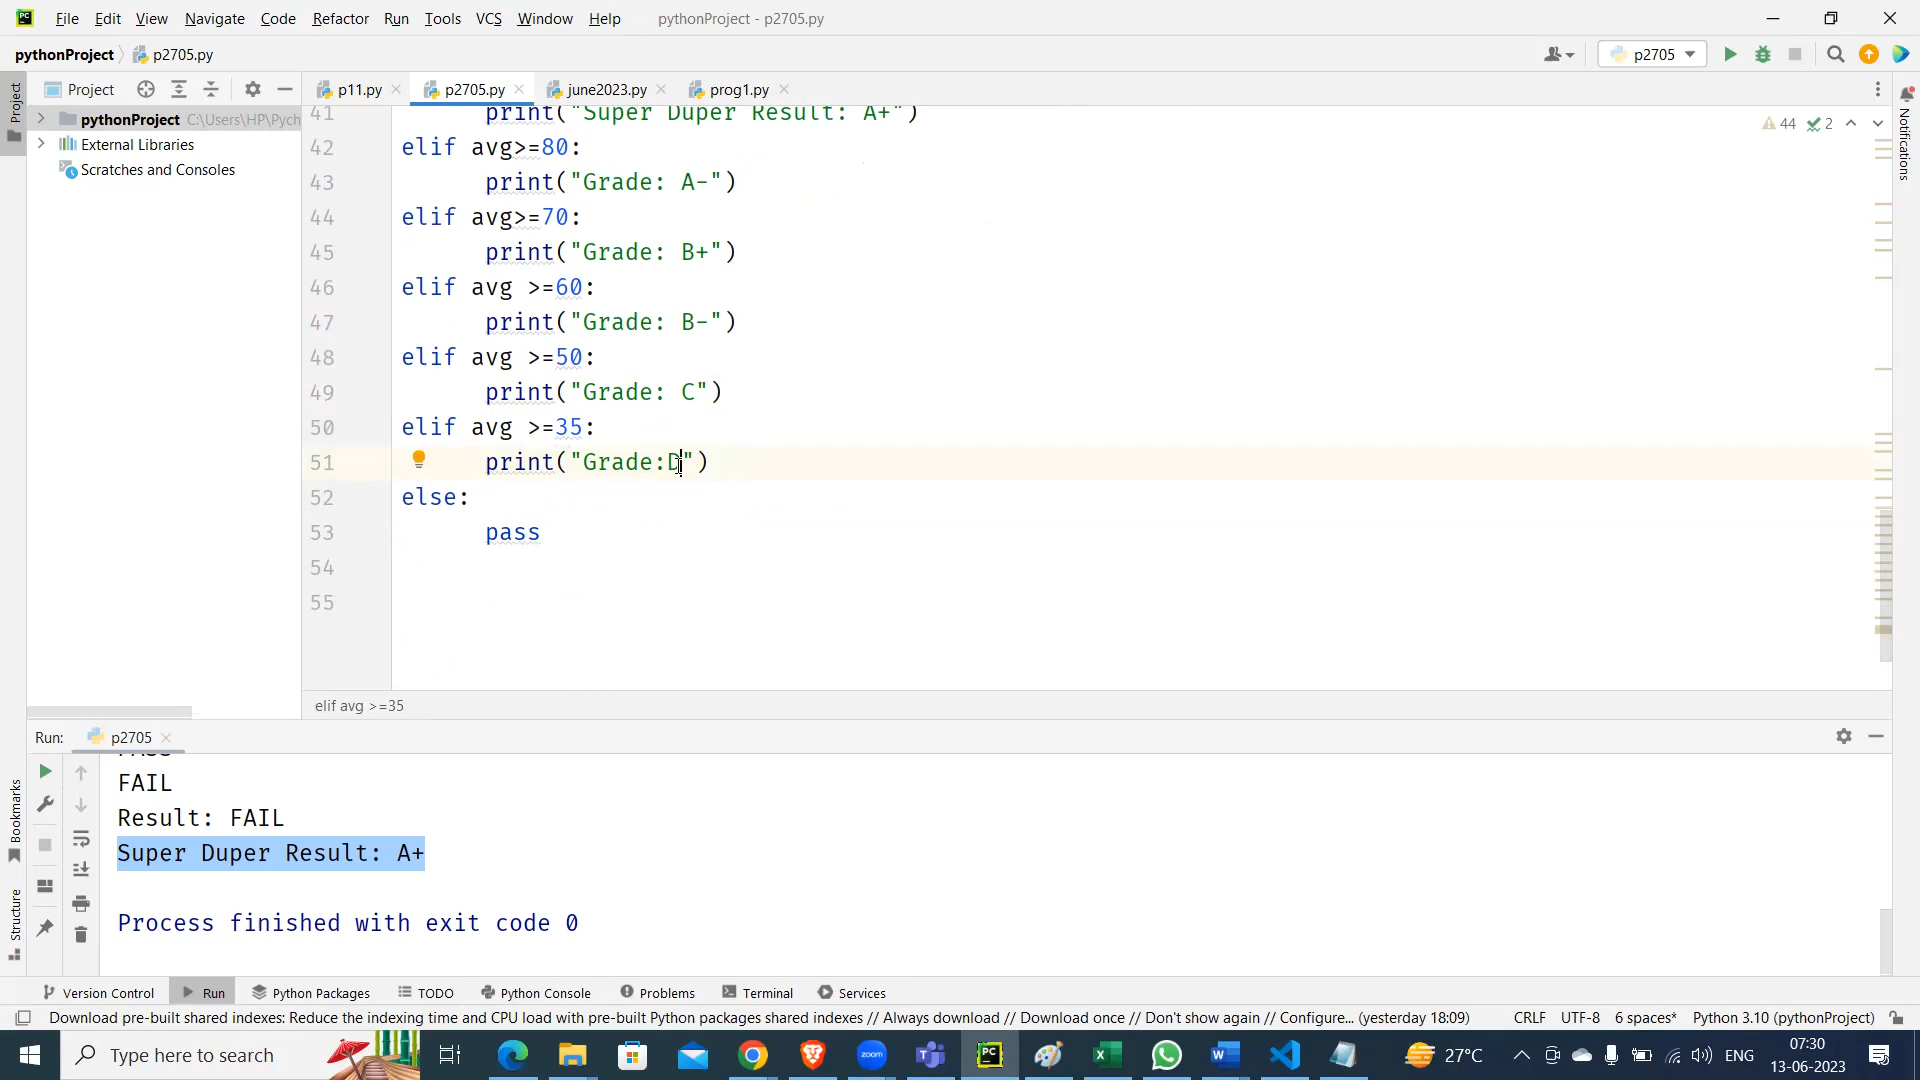 File Edit View Navigate Code Refactor Run Tools VCS Window Help pythonProject - p2705.py
pythonProject p2705.py
p2705
Project
p11.py p2705.py june2023.py prog1.py
Project
pythonProject C:\Users\HP\Pych
External Libraries
Scratches and Consoles
41 print("Super Duper Result: A+")
44 2
42 elif avg>=80:
43 print("Grade: A-")
44 elif avg>=70:
45 print("Grade: B+")
46 elif avg >=60:
47 print("Grade: B-")
48 elif avg >=50:
49 print("Grade: C")
50 elif avg >=35:
51 print("Grade:D")
52 else:
53 pass
54
55
Notifications
elif avg >=35
Run: p2705
PASS
FAIL
Result: FAIL
Super Duper Result: A+
Process finished with exit code 0
Bookmarks
Structure
Version Control Run Python Packages TODO Python Console Problems Terminal Services
Download pre-built shared indexes: Reduce the indexing time and CPU load with pre-built Python packages shared indexes // Always download // Download once // Don't show again // Configure... (yesterday 18:09) CRLF UTF-8 6 spaces* Python 3.10 (pythonProject)
Type here to search
zoom
PC
27°C
ENG
07:30
13-06-2023